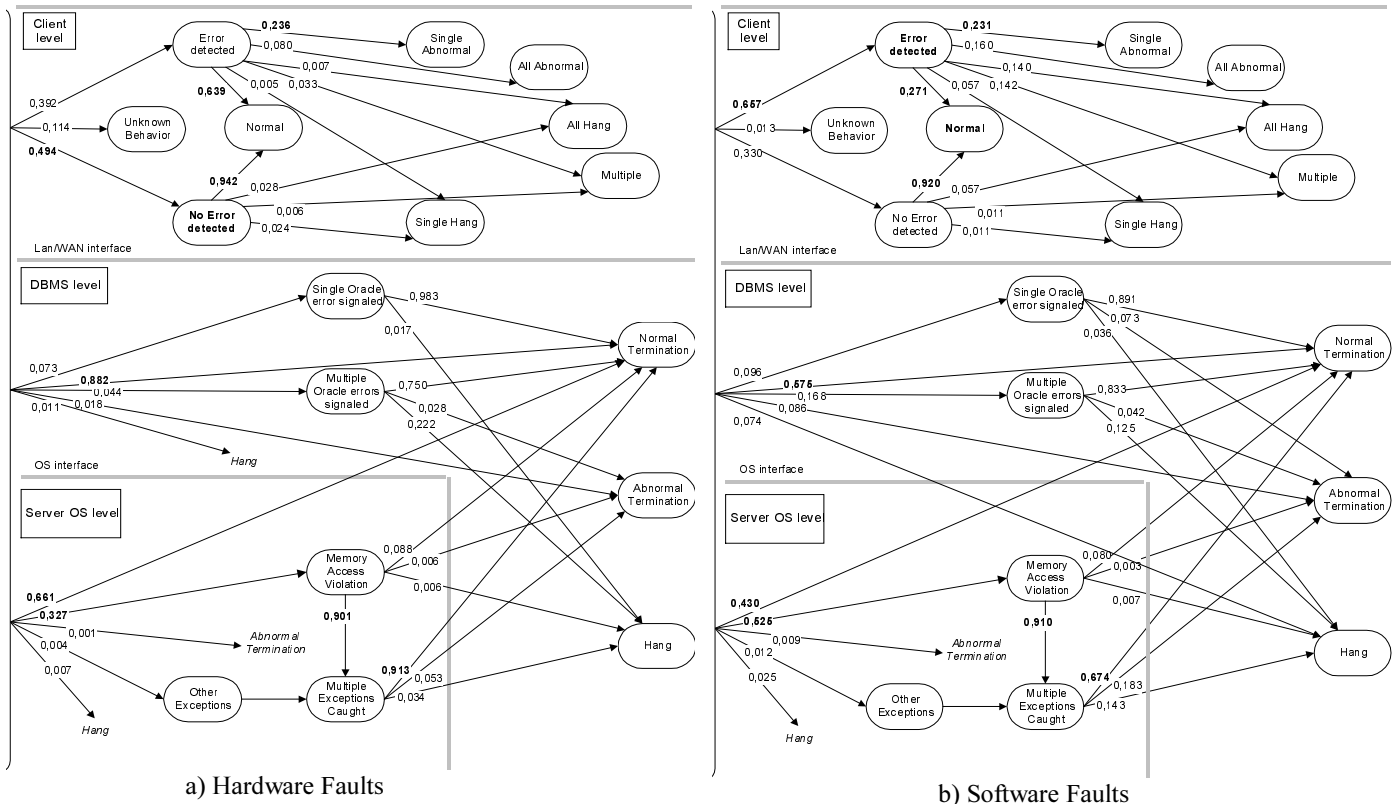 Client
level
Error
detected
0,236
0,080
0,007
0,005
0,033
0,639
Single
Abnormal
All Abnormal
0,392
0,114
0,494
Unknown
Behavior
Normal
All Hang
0,942
0,028
Multiple
No Error
detected
0,006
0,024
Single Hang
Lan/WAN interface
DBMS level
Single Oracle
error signaled
0,983
0,017
Normal
Termination
0,073
0,882
0,044
0,018
0,011
Multiple
Oracle errors
signaled
0,750
0,028
0,222
Hang
OS interface
Abnormal
Termination
Server OS level
0,088
0,006
0,006
Memory
Access
Violation
0,661
0,327
0,001
0,004
0,007
Abnormal
Termination
0,901
Hang
0,913
0,053
0,034
Other
Exceptions
Multiple
Exceptions
Caught
Hang
a) Hardware Faults
Client
level
Error
detected
0,231
0,160
0,140
0,057
0,142
0,271
Single
Abnormal
All Abnormal
0,657
0,013
0,330
Unknown
Behavior
Normal
All Hang
0,920
0,057
Multiple
No Error
detected
0,011
0,011
Single Hang
Lan/WAN interface
DBMS level
Single Oracle
error signaled
0,891
0,073
0,036
Normal
Termination
0,096
0,575
0,168
0,086
0,074
Multiple
Oracle errors
signaled
0,833
0,042
0,125
OS interface
Abnormal
Termination
Server OS level
0,080
0,003
0,007
Memory
Access
Violation
0,430
0,525
0,009
0,012
0,025
Abnormal
Termination
0,910
Hang
0,674
0,183
0,143
Other
Exceptions
Multiple
Exceptions
Caught
Hang
b) Software Faults